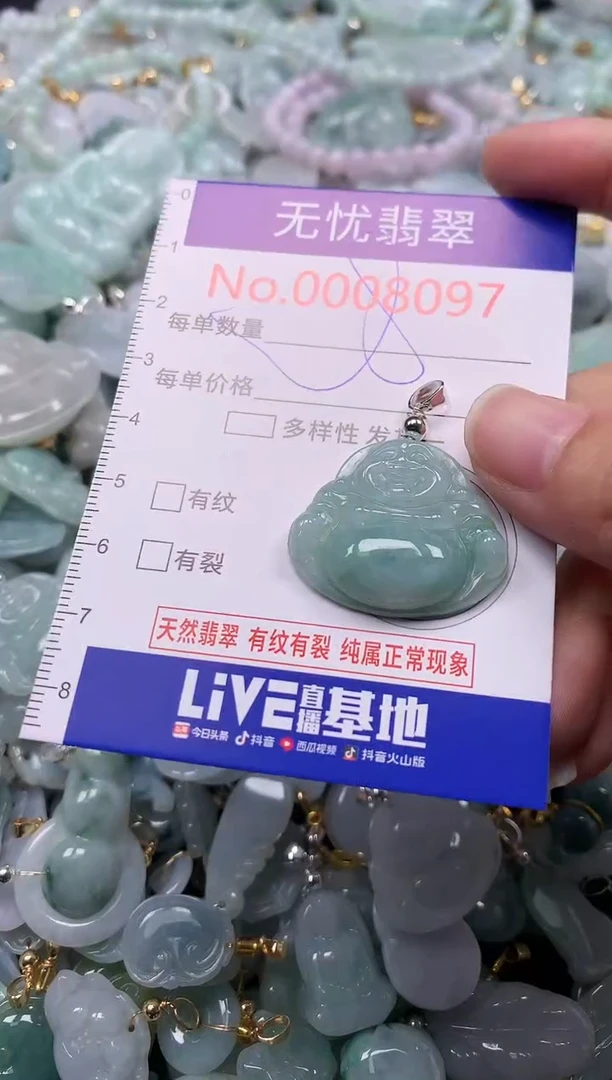 0
无忧翡翠
1
No.0008097
2
每单数量
3
每单价格
4
多样性 发
5
有纹
6
有裂
7
天然翡翠 有纹有裂 纯属正常现象
8
LiVE直播基地
今日头条 抖音 西瓜视频 抖音火山版